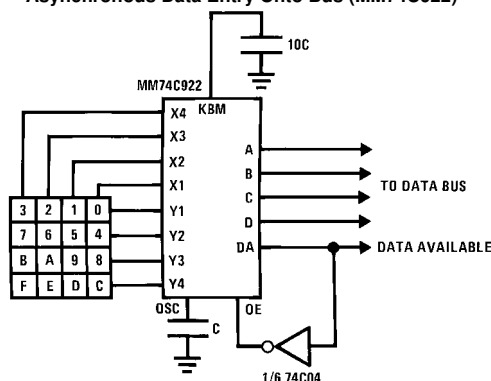 Asynchronous Data Entry Onto Bus (MM74C922)
10C
MM74C922
KBM
X4
X3
X2
X1
Y1
Y2
Y3
Y4
A
B
C
D
DA
TO DATA BUS
DATA AVAILABLE
3 2 1 0
7 6 5 4
B A 9 8
F E D C
OSC
OE
C
1/6 74C04